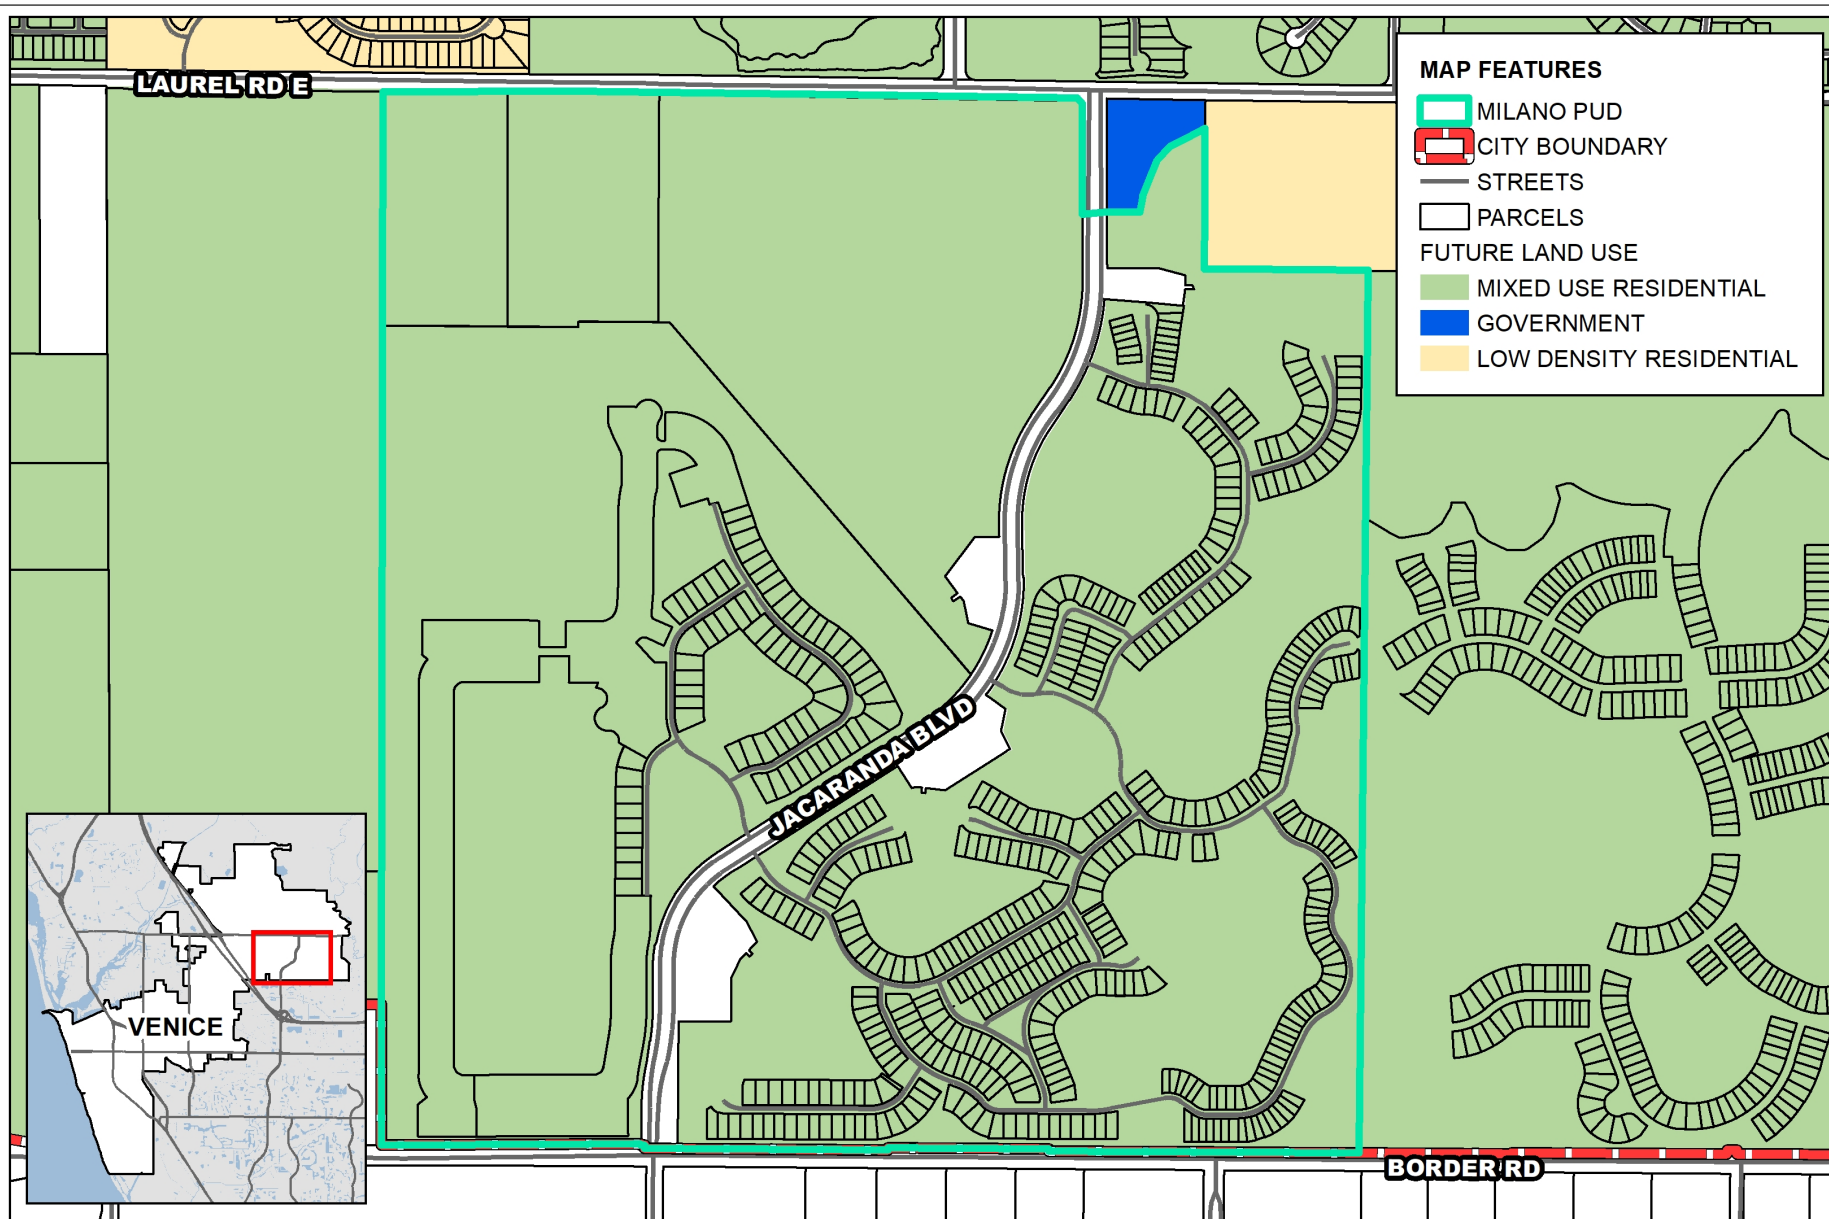 LAUREL RD E
MAP FEATURES
MILANO PUD
CITY BOUNDARY
STREETS
PARCELS
FUTURE LAND USE
MIXED USE RESIDENTIAL
GOVERNMENT
LOW DENSITY RESIDENTIAL
JACARANDA BLVD
VENICE
BORDER RD